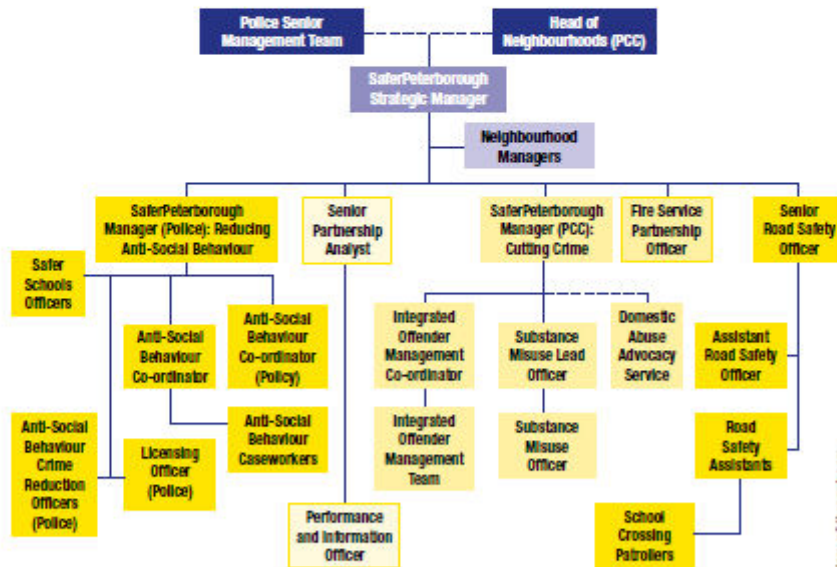 Police Senior
Management Team
Head of
Neighbourhoods (PCC)
SaferPeterborough
Strategic Manager
Neighbourhood
Managers
SaferPeterborough
Manager (Police): Reducing
Anti-Social Behaviour
Senior
Partnership
Analyst
SaferPeterborough
Manager (PCC):
Cutting Crime
Fire Service
Partnership
Officer
Senior
Road Safety
Officer
Safer
Schools
Officers
Anti-Social
Behaviour
Co-ordinator
Anti-Social
Behaviour
Co-ordinator
(Policy)
Integrated
Offender
Management
Co-ordinator
Substance
Misuse Lead
Officer
Domestic
Abuse
Advocacy
Service
Assistant
Road Safety
Officer
Anti-Social
Behaviour
Crime
Reduction
Officers
(Police)
Licensing
Officer
(Police)
Anti-Social
Behaviour
Caseworkers
Integrated
Offender
Management
Team
Substance
Misuse
Officer
Road
Safety
Assistants
Performance
and Information
Officer
School
Crossing
Patrollers